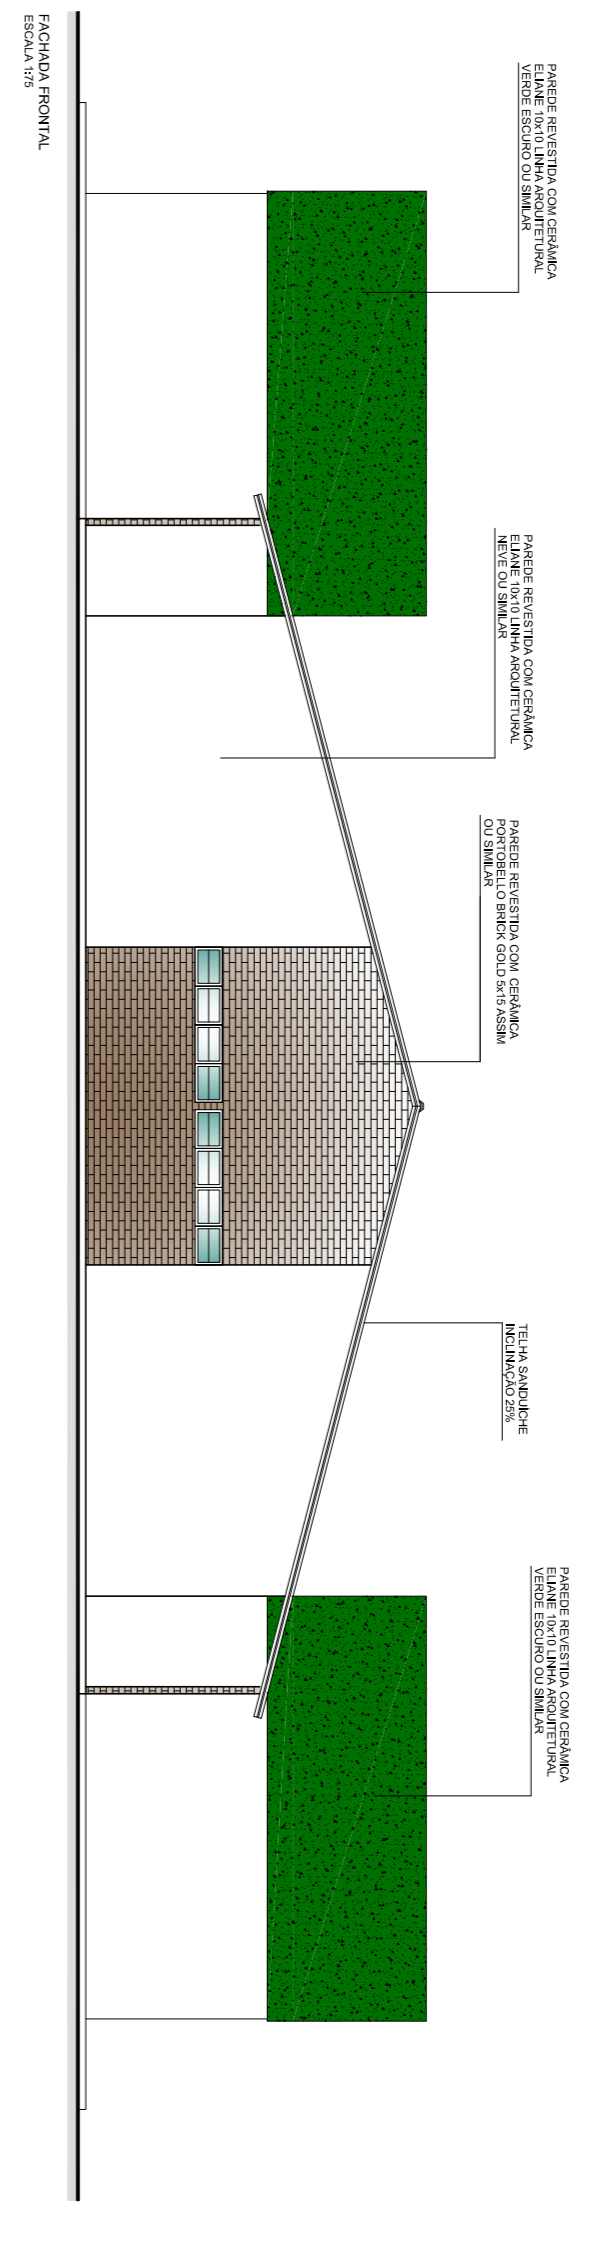 PAREDE REVESTIDA COM CERÂMICA
ELIANE 10x10 LINHA ARQUITETURAL
VERDE ESCURO OU SIMILAR
PAREDE REVESTIDA COM CERÂMICA
ELIANE 10x10 LINHA ARQUITETURAL
NEVE OU SIMILAR
PAREDE REVESTIDA COM CERÂMICA
PORTOBELLO BRICK GOLD 5x15 ASSIM
OU SIMILAR
TELHA SANDUÍCHE
INCLINAÇÃO 25%
PAREDE REVESTIDA COM CERÂMICA
ELIANE 10x10 LINHA ARQUITETURAL
VERDE ESCURO OU SIMILAR
FACHADA FRONTAL
ESCALA 1:75